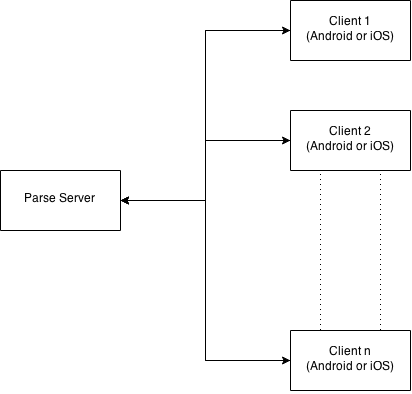 Client 1
(Android or iOS)
Client 2
(Android or iOS)
Parse Server
Client n
(Android or iOS)